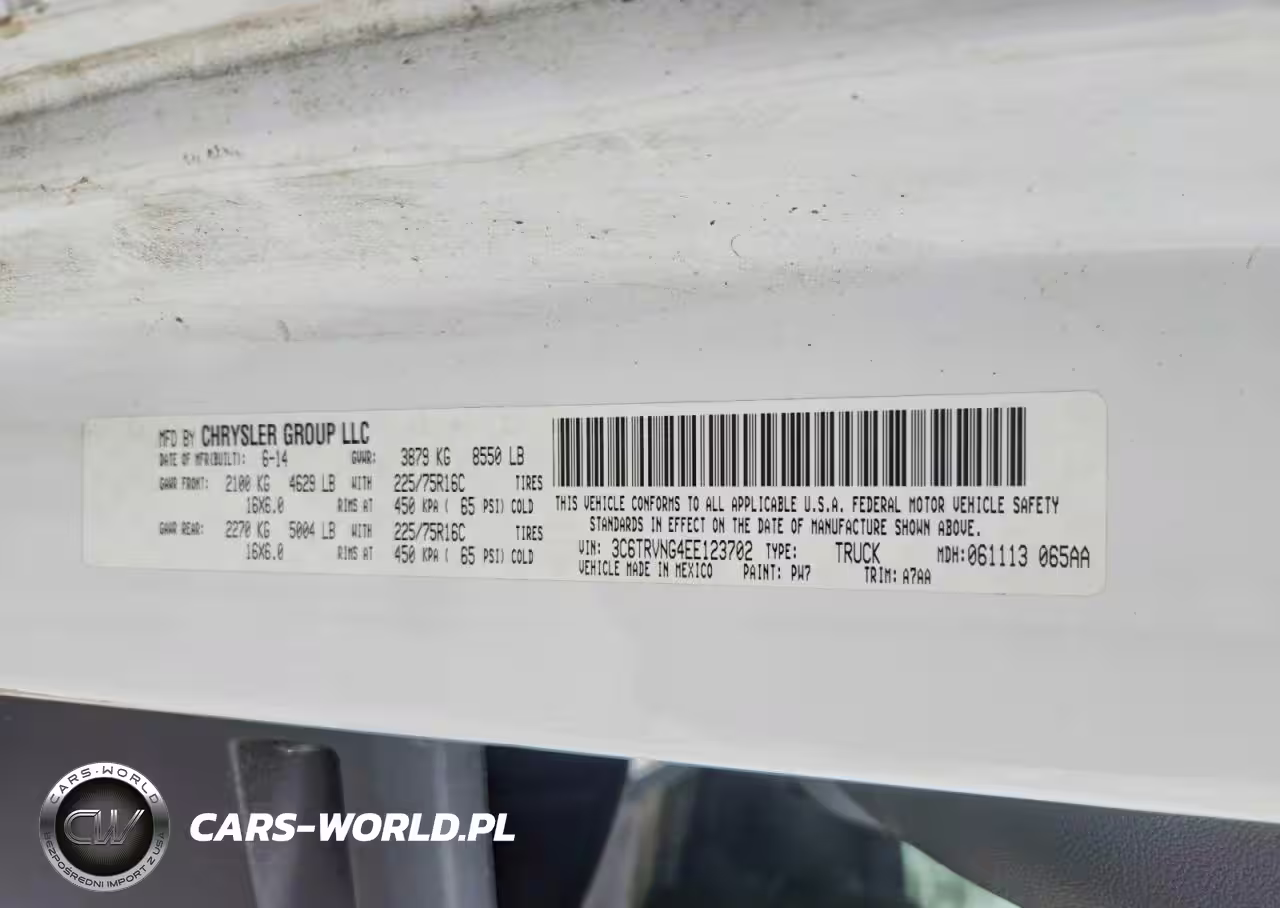 MFD BY CHRYSLER GROUP LLC
DATE OF MFR(BUILT): 6-14 GVWR: 3879 KG 8550 LB
GAWR FRONT: 2100 KG 4629 LB WITH 225/75R16C TIRES
16X6.0 RIMS AT 450 KPA ( 65 PSI) COLD
GAWR REAR: 2270 KG 5004 LB WITH 225/75R16C TIRES
16X6.0 RIMS AT 450 KPA ( 65 PSI) COLD
THIS VEHICLE CONFORMS TO ALL APPLICABLE U.S.A. FEDERAL MOTOR VEHICLE SAFETY
STANDARDS IN EFFECT ON THE DATE OF MANUFACTURE SHOWN ABOVE.
VIN: 3C6TRVNG4EE123702 TYPE: TRUCK MDH:061113 065AA
VEHICLE MADE IN MEXICO PAINT: PW7 TRIM: A7AA
CARS-WORLD
CW
BEZPOŚREDNI IMPORT Z USA
CARS-WORLD.PL